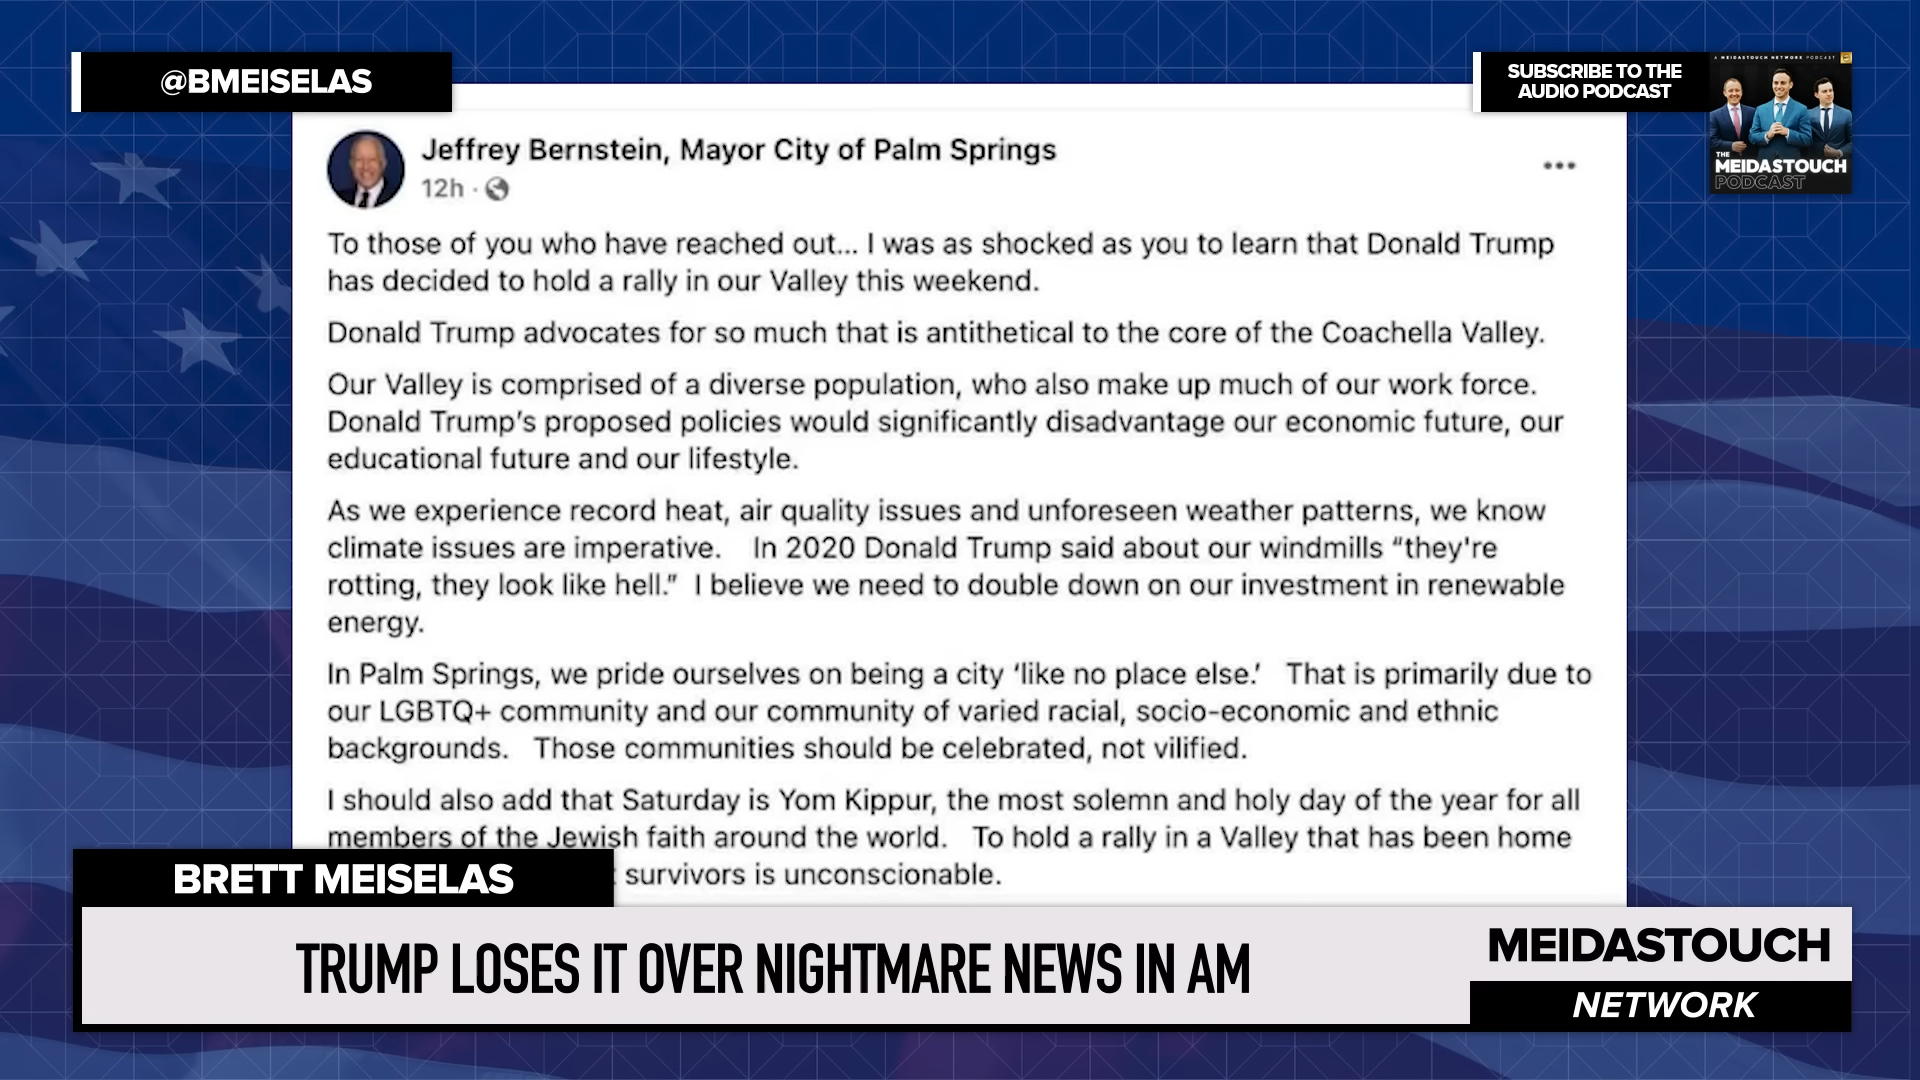 @BMEISELAS
SUBSCRIBE TO THE
AUDIO PODCAST
A MEIDASTOUCH NETWORK PODCAST
THE
MEIDASTOUCH
PODCAST
Jeffrey Bernstein, Mayor City of Palm Springs
12h ·
To those of you who have reached out... I was as shocked as you to learn that Donald Trump
has decided to hold a rally in our Valley this weekend.
Donald Trump advocates for so much that is antithetical to the core of the Coachella Valley.
Our Valley is comprised of a diverse population, who also make up much of our work force.
Donald Trump’s proposed policies would significantly disadvantage our economic future, our
educational future and our lifestyle.
As we experience record heat, air quality issues and unforeseen weather patterns, we know
climate issues are imperative.   In 2020 Donald Trump said about our windmills “they're
rotting, they look like hell.”  I believe we need to double down on our investment in renewable
energy.
In Palm Springs, we pride ourselves on being a city ‘like no place else.’   That is primarily due to
our LGBTQ+ community and our community of varied racial, socio-economic and ethnic
backgrounds.   Those communities should be celebrated, not vilified.
I should also add that Saturday is Yom Kippur, the most solemn and holy day of the year for all
members of the Jewish faith around the world.   To hold a rally in a Valley that has been home
survivors is unconscionable.
BRETT MEISELAS
TRUMP LOSES IT OVER NIGHTMARE NEWS IN AM
MEIDASTOUCH
NETWORK